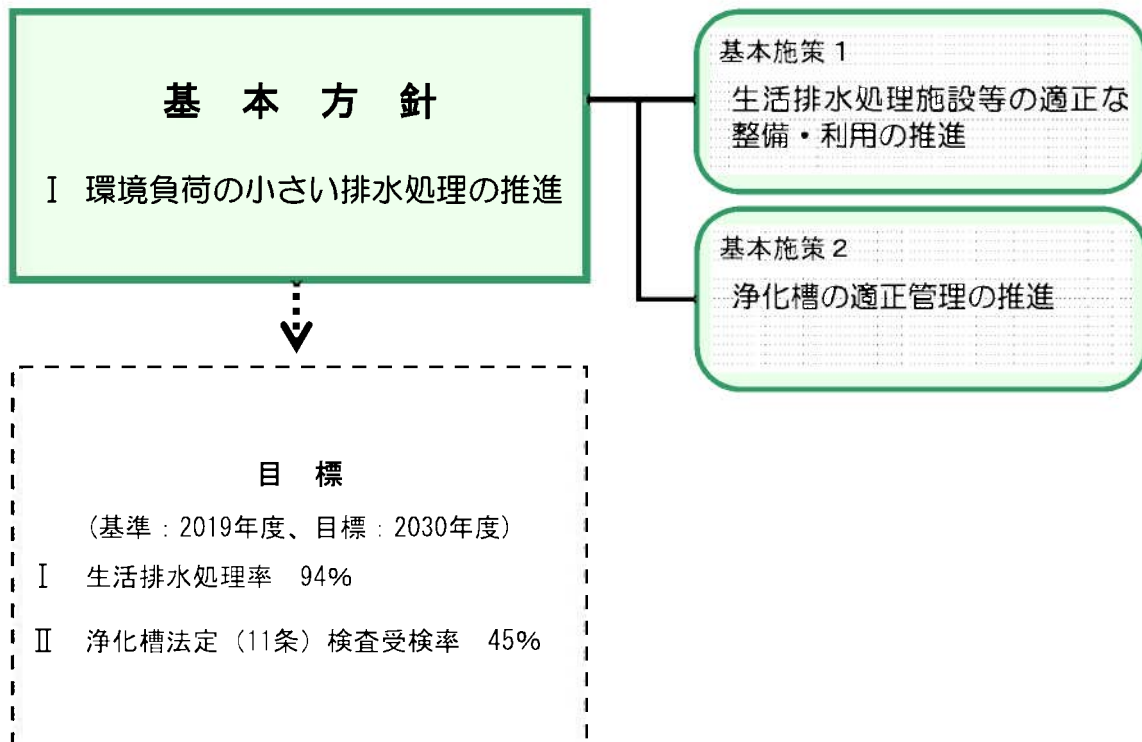 基 本 方 針
Ⅰ 環境負荷の小さい排水処理の推進
基本施策１
生活排水処理施設等の適正な
整備・利用の推進
基本施策２
浄化槽の適正管理の推進
目 標
（基準：2019年度、目標：2030年度）
Ⅰ 生活排水処理率 94%
Ⅱ 浄化槽法定（11条）検査受検率 45%